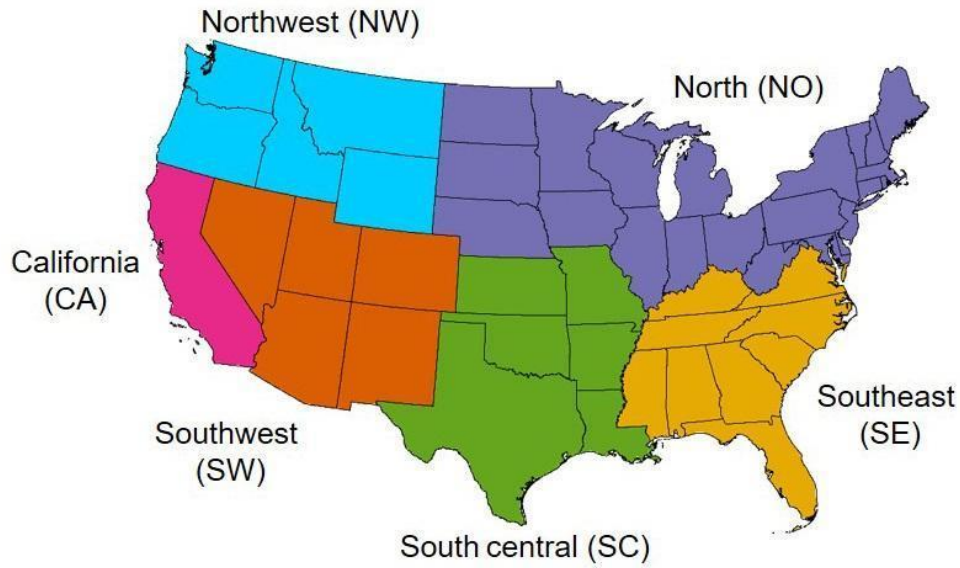 Northwest (NW)
North (NO)
California
(CA)
Southwest
(SW)
Southeast
(SE)
South central (SC)